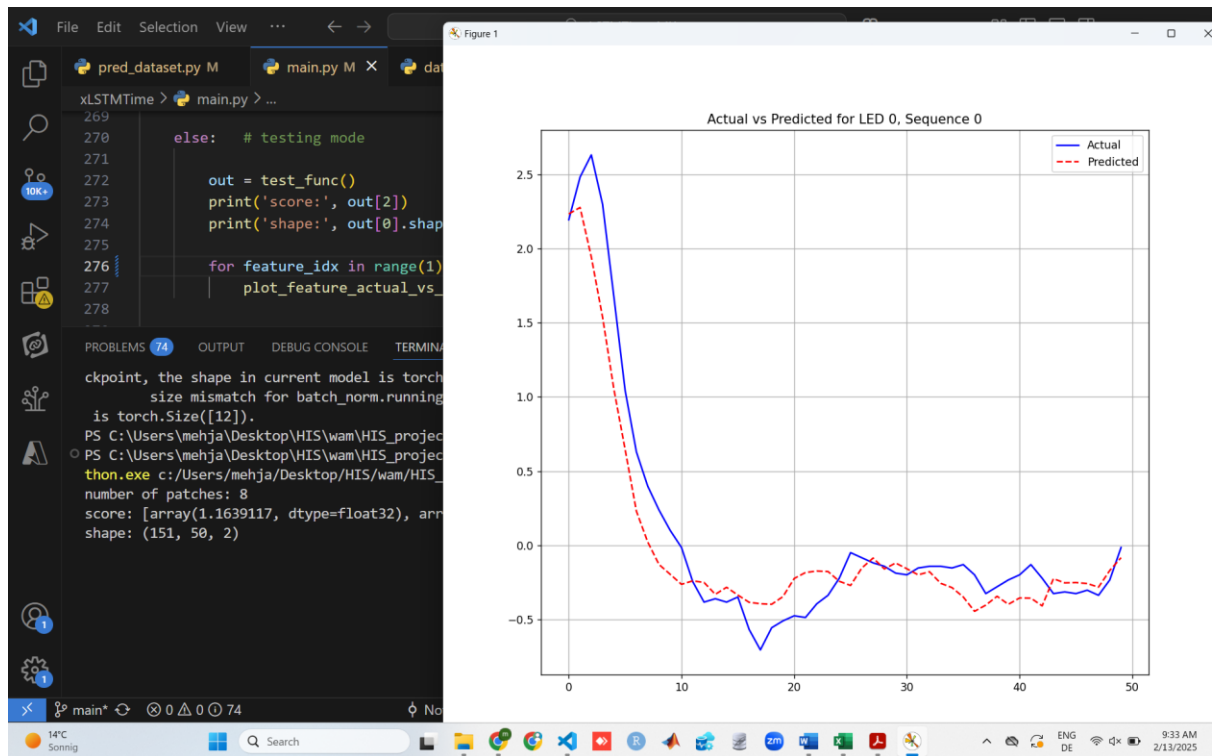 File Edit Selection View ···
Figure 1
pred_dataset.py M
main.py M
dat
xLSTMTime > main.py > ...
269
270 else: # testing mode
271
272 out = test_func()
273 print('score:', out[2])
274 print('shape:', out[0].shap
275
276 for feature_idx in range(1)
277 plot_feature_actual_vs_
278
10K+
PROBLEMS 74 OUTPUT DEBUG CONSOLE TERMINA
ckpoint, the shape in current model is torch
size mismatch for batch_norm.running
is torch.Size([12]).
PS C:\Users\mehja\Desktop\HIS\wam\HIS_projec
PS C:\Users\mehja\Desktop\HIS\wam\HIS_projec
thon.exe c:/Users/mehja/Desktop/HIS/wam/HIS_
number of patches: 8
score: [array(1.1639117, dtype=float32), arr
shape: (151, 50, 2)
1
1
main* 0 0 74
No
Actual vs Predicted for LED 0, Sequence 0
Actual
Predicted
2.5
2.0
1.5
1.0
0.5
0.0
−0.5
0 10 20 30 40 50
14°C
Sonnig
Search
R
zm
ENG
DE
9:33 AM
2/13/2025